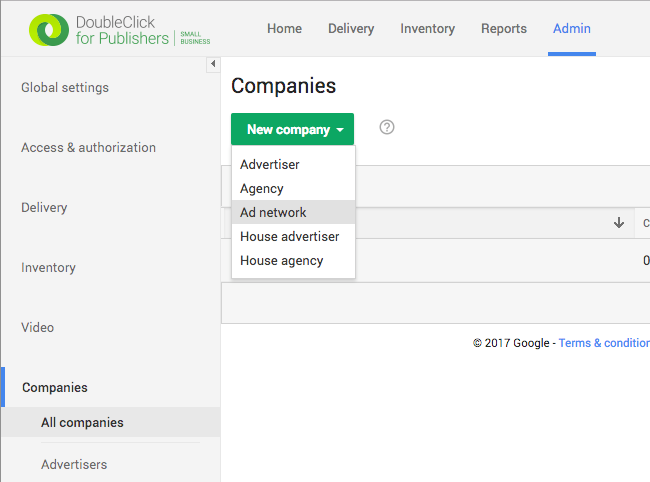 DoubleClick
for Publishers
SMALL
BUSINESS
Home
Delivery
Inventory
Reports
Admin
Global settings
Access & authorization
Delivery
Inventory
Video
Companies
All companies
Advertisers
Companies
New company
?
Advertiser
Agency
Ad network
House advertiser
House agency
C
0
© 2017 Google - Terms & condition